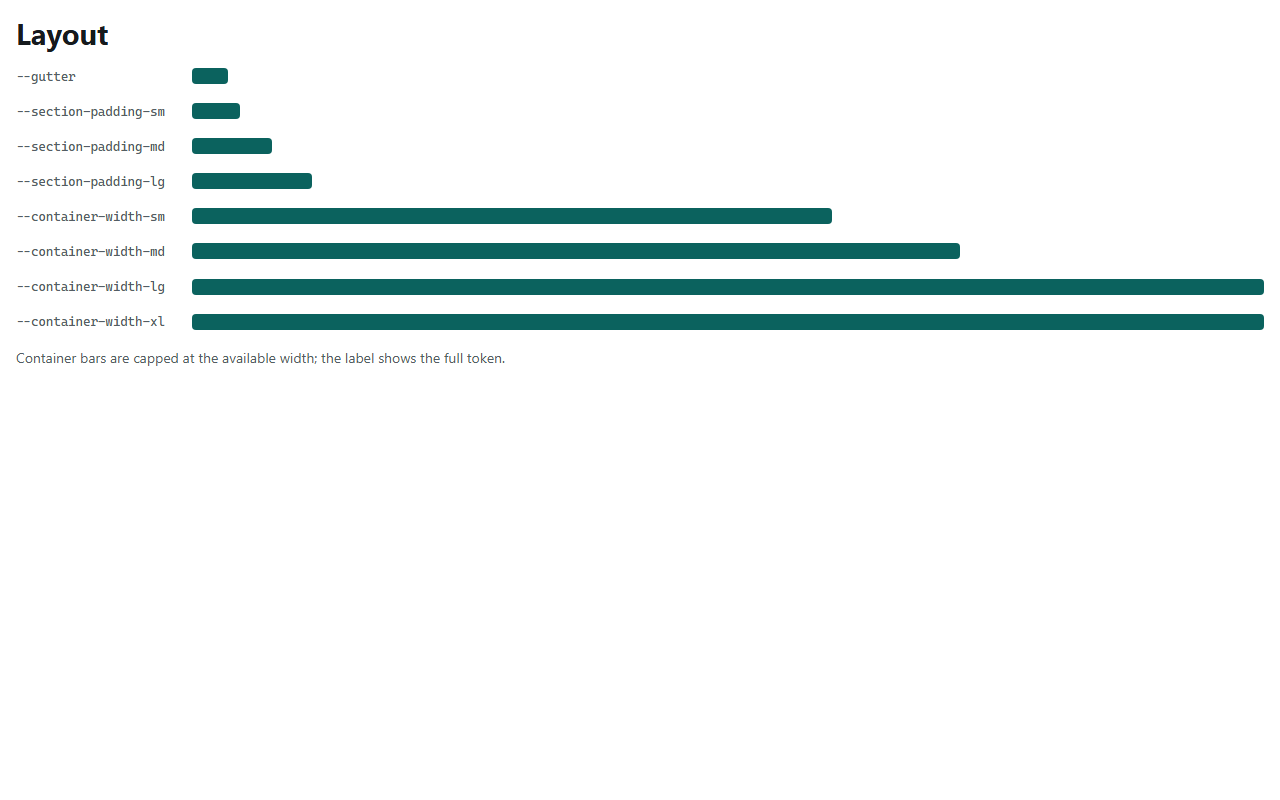 Layout
--gutter
--section-padding-sm
--section-padding-md
--section-padding-lg
--container-width-sm
--container-width-md
--container-width-lg
--container-width-xl
Container bars are capped at the available width; the label shows the full token.